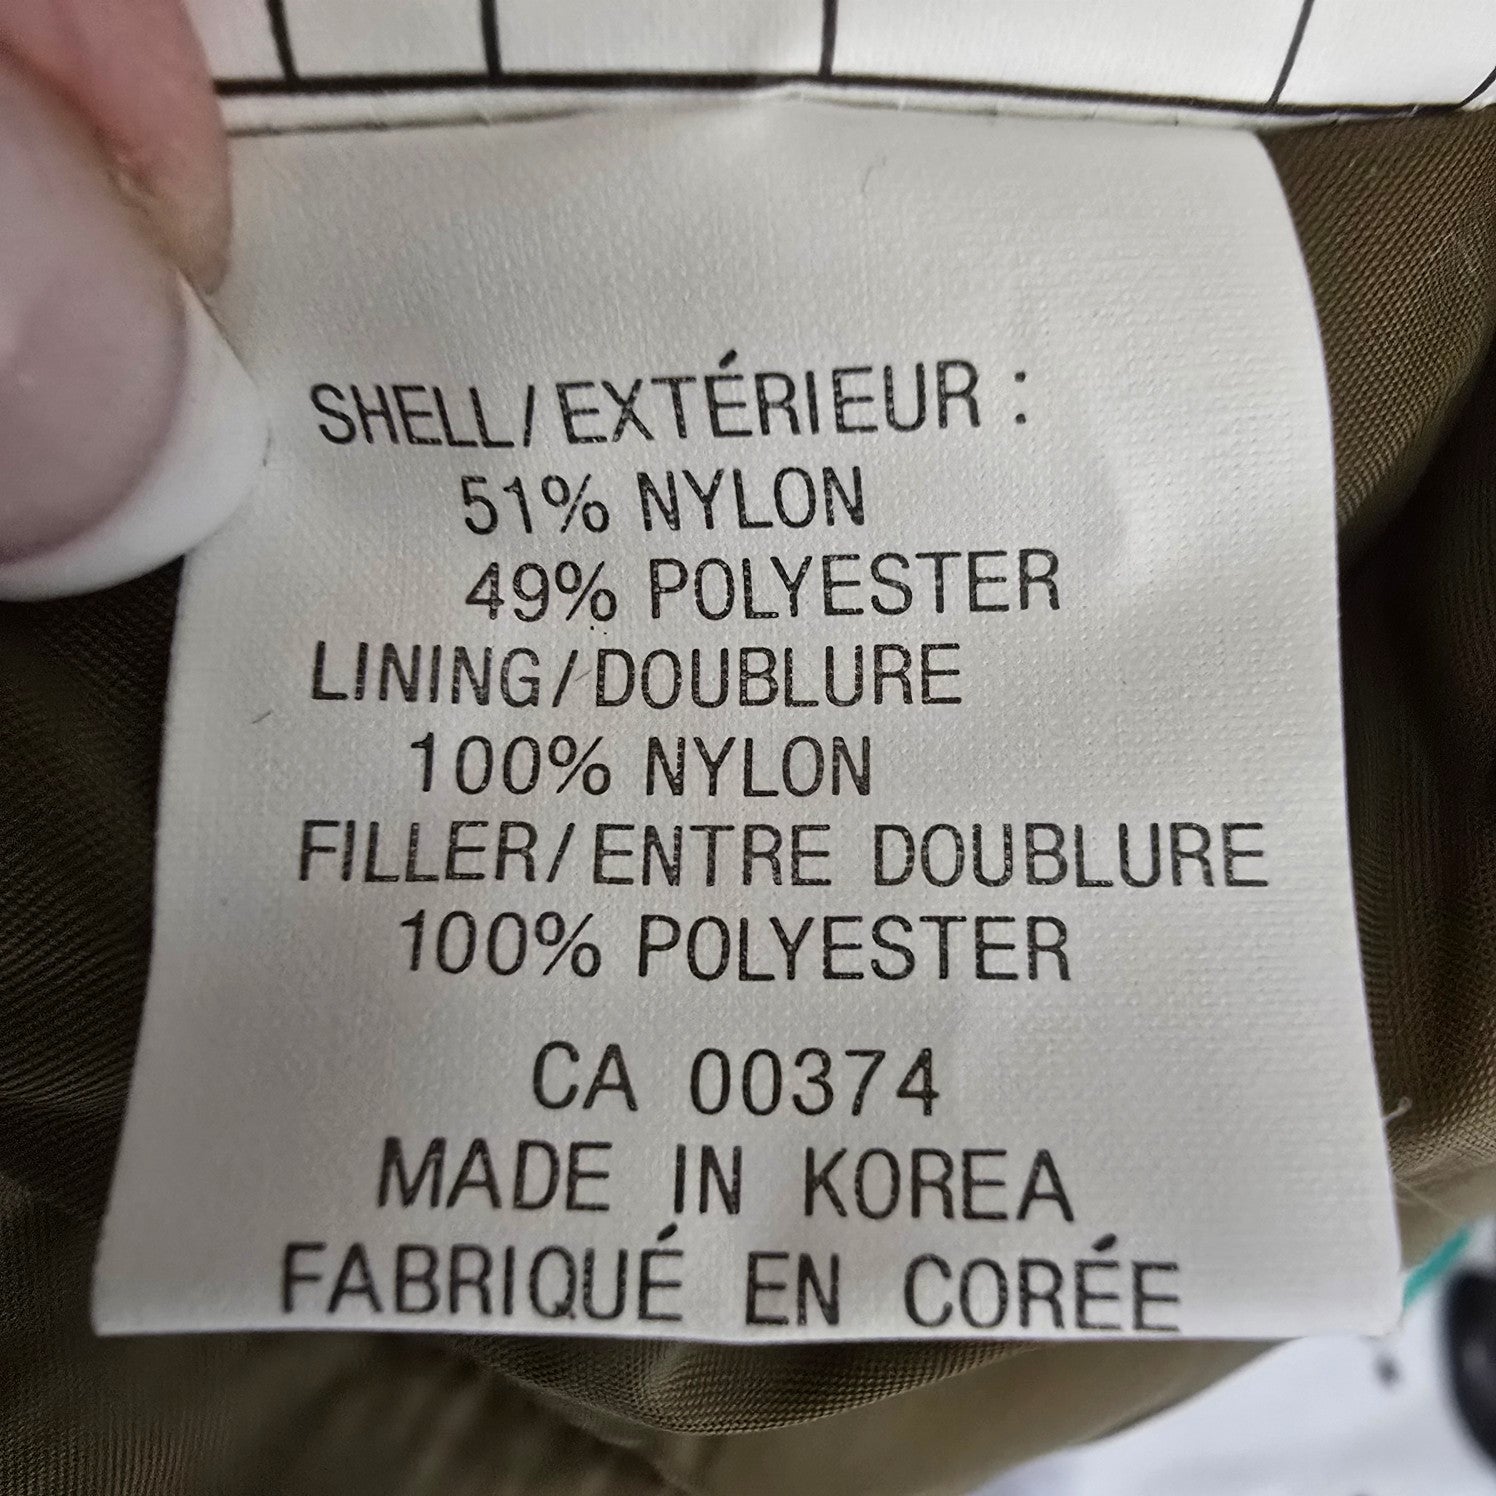 SHELL/EXTÉRIEUR :
51% NYLON
49% POLYESTER
LINING/DOUBLURE
100% NYLON
FILLER/ENTRE DOUBLURE
100% POLYESTER
CA 00374
MADE IN KOREA
FABRIQUÉ EN CORÉE